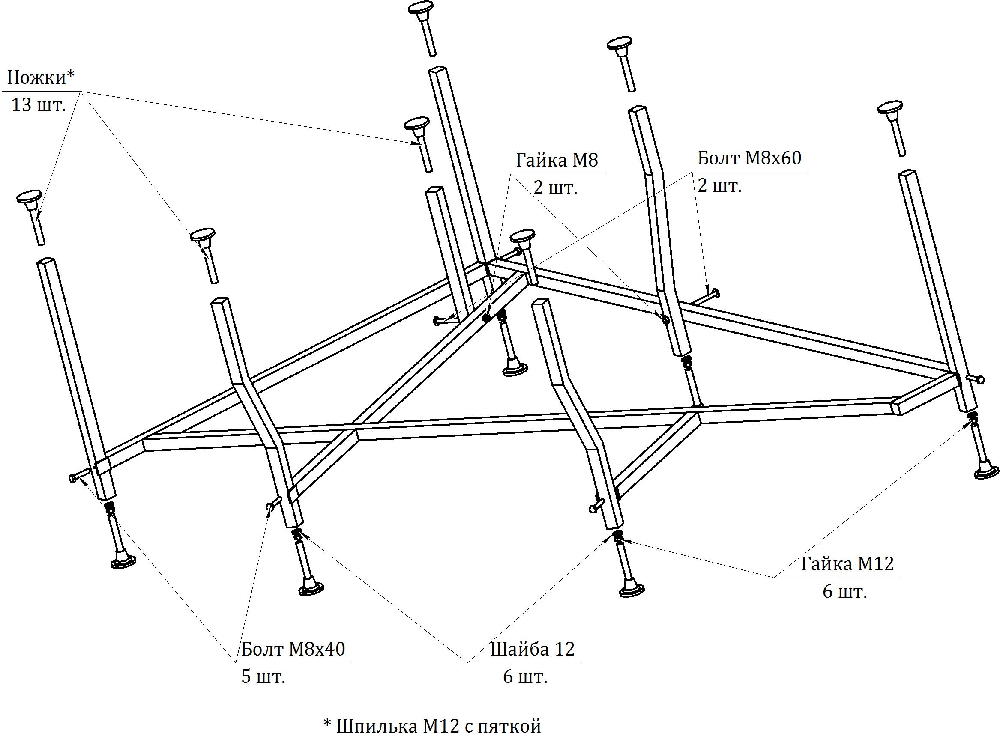 Ножки*
13 шт.
Гайка М8
2 шт.
Болт М8х60
2 шт.
Гайка М12
6 шт.
Болт М8х40
5 шт.
Шайба 12
6 шт.
* Шпилька М12 с пяткой